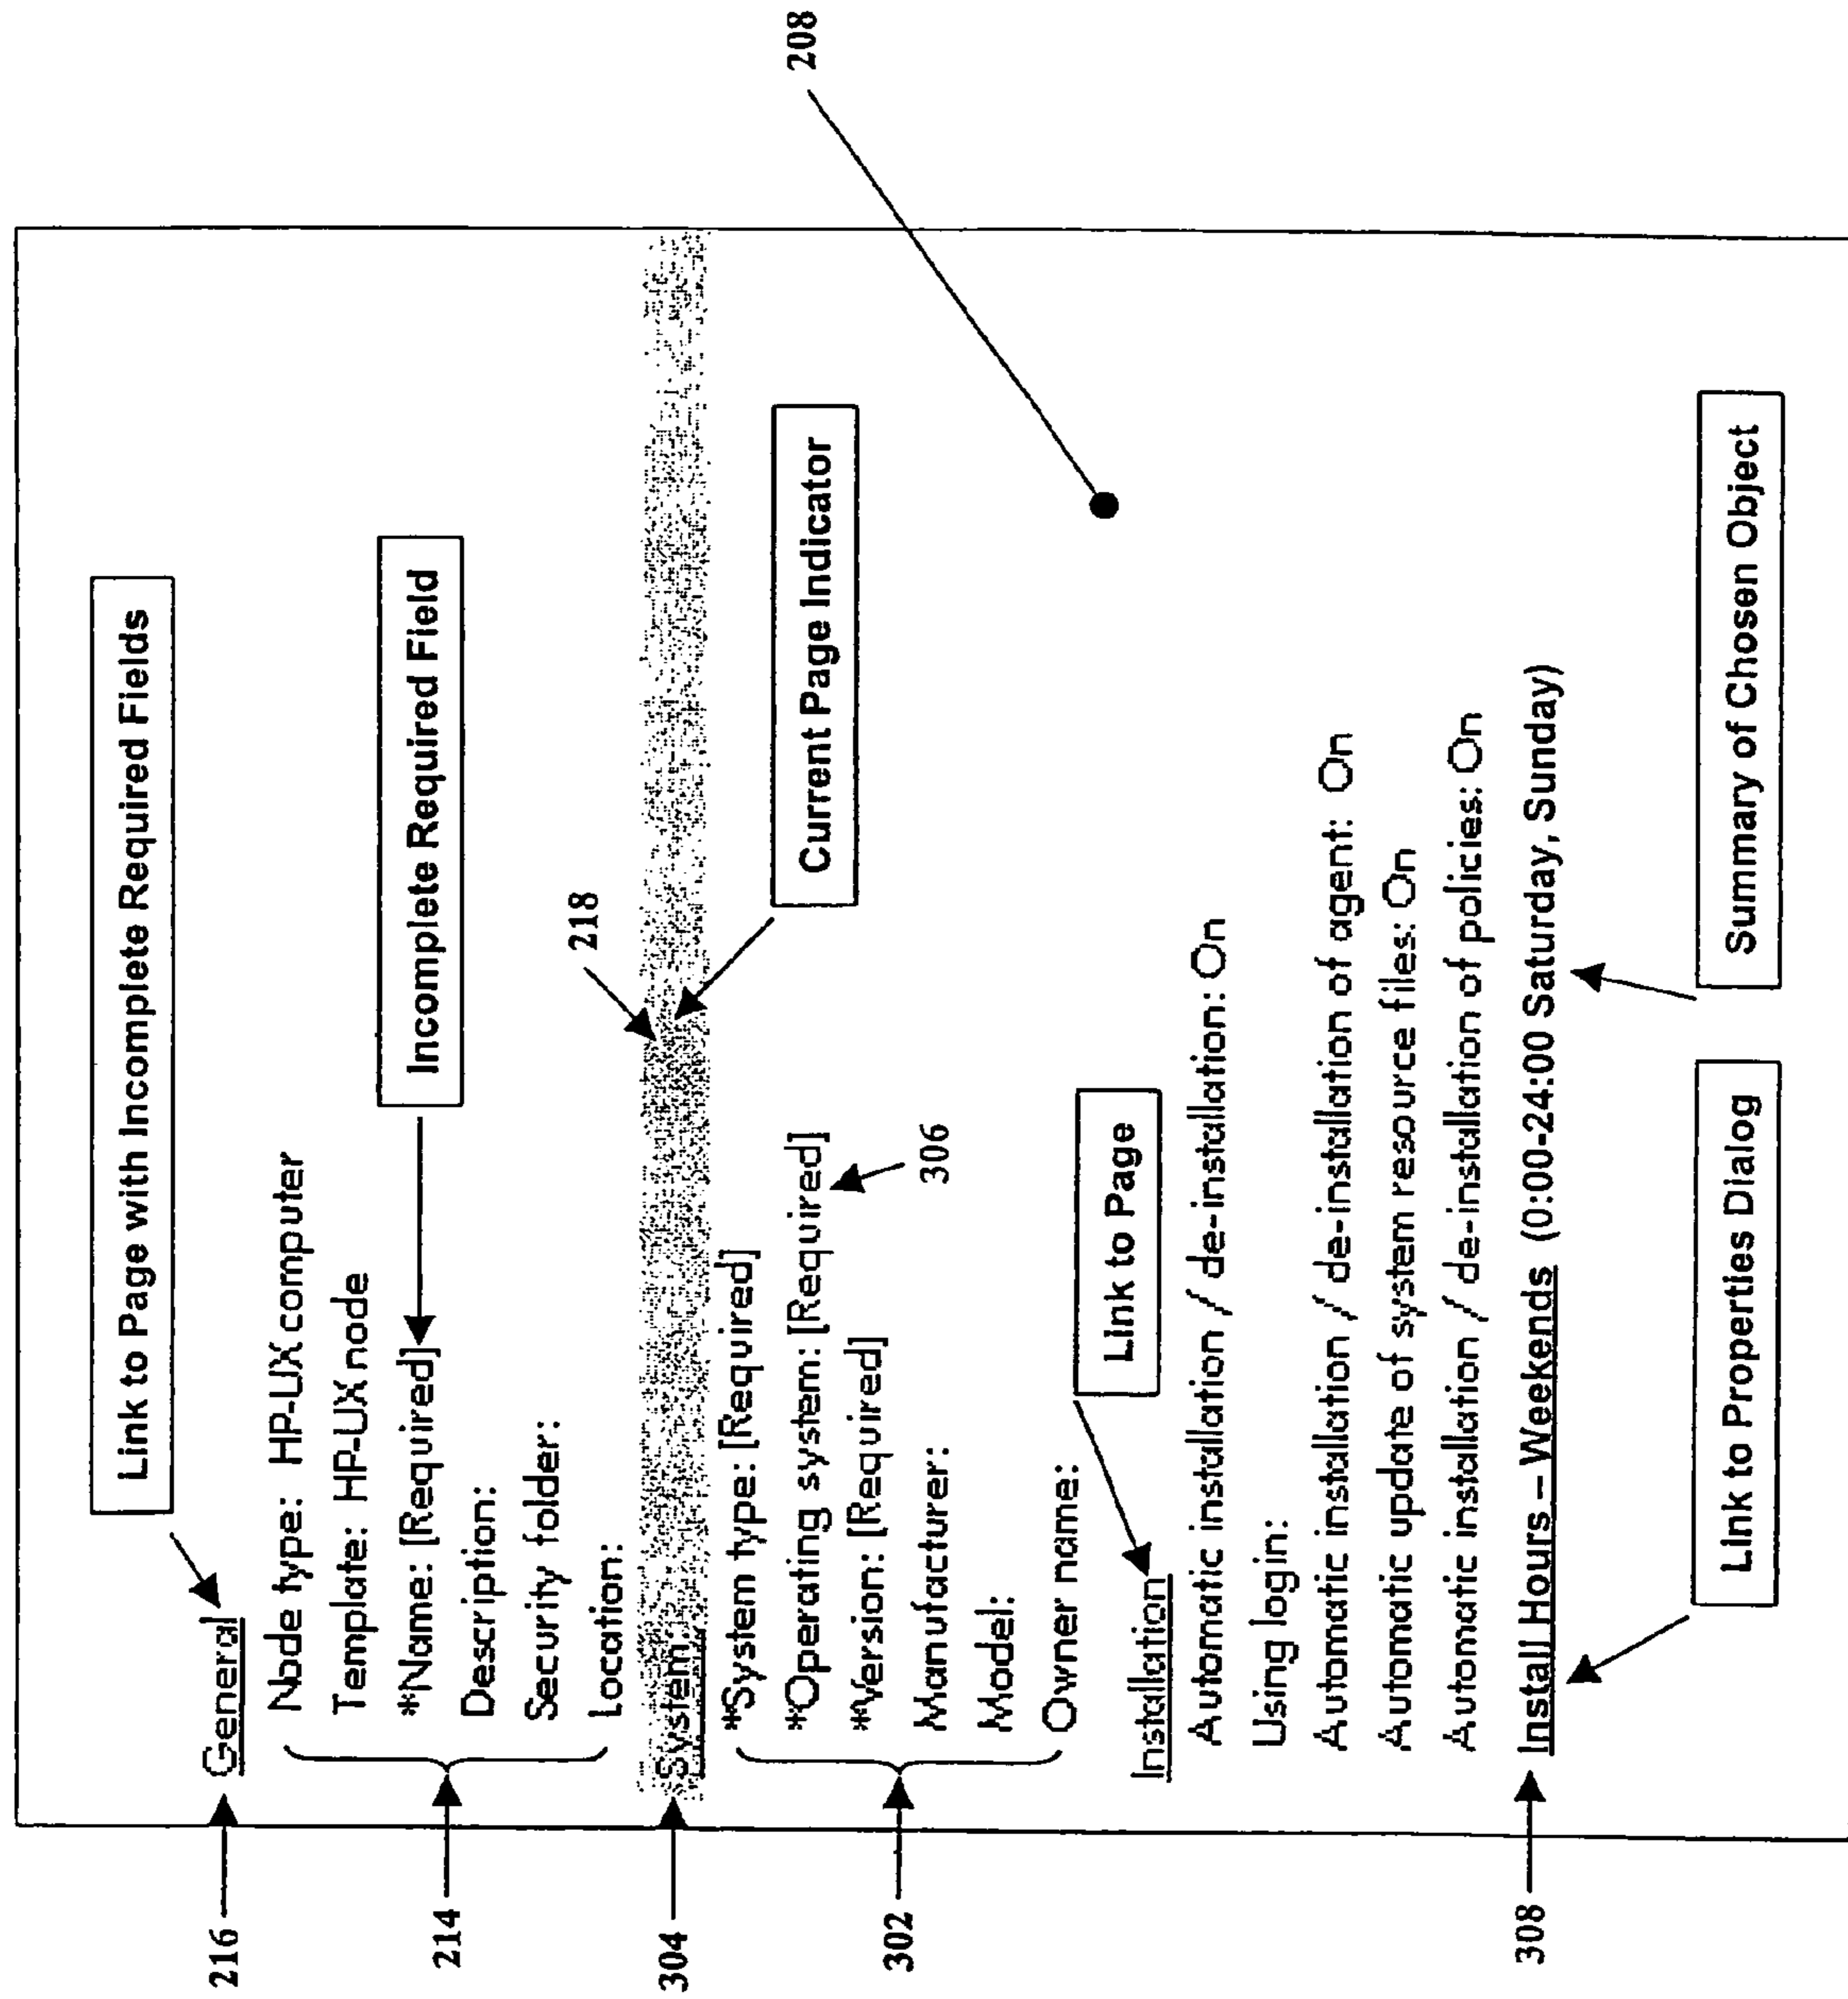 Link to Page with Incomplete Required Fields
216
General
Node type: HP-UX computer
Template: HP-UX node
*Name: [Required]
Incomplete Required Field
214
Description:
Security folder:
Location:
218
304
System
Current Page Indicator
208
*System type: [Required]
*Operating system: [Required]
306
*Version: [Required]
302
Manufacturer:
Model:
Owner name:
Link to Page
Installation
Automatic installation / de-installation: On
Using login:
Automatic installation / de-installation of agent: On
Automatic update of system resource files: On
Automatic installation / de-installation of policies: On
308
Install Hours – Weekends (0:00-24:00 Saturday, Sunday)
Link to Properties Dialog
Summary of Chosen Object